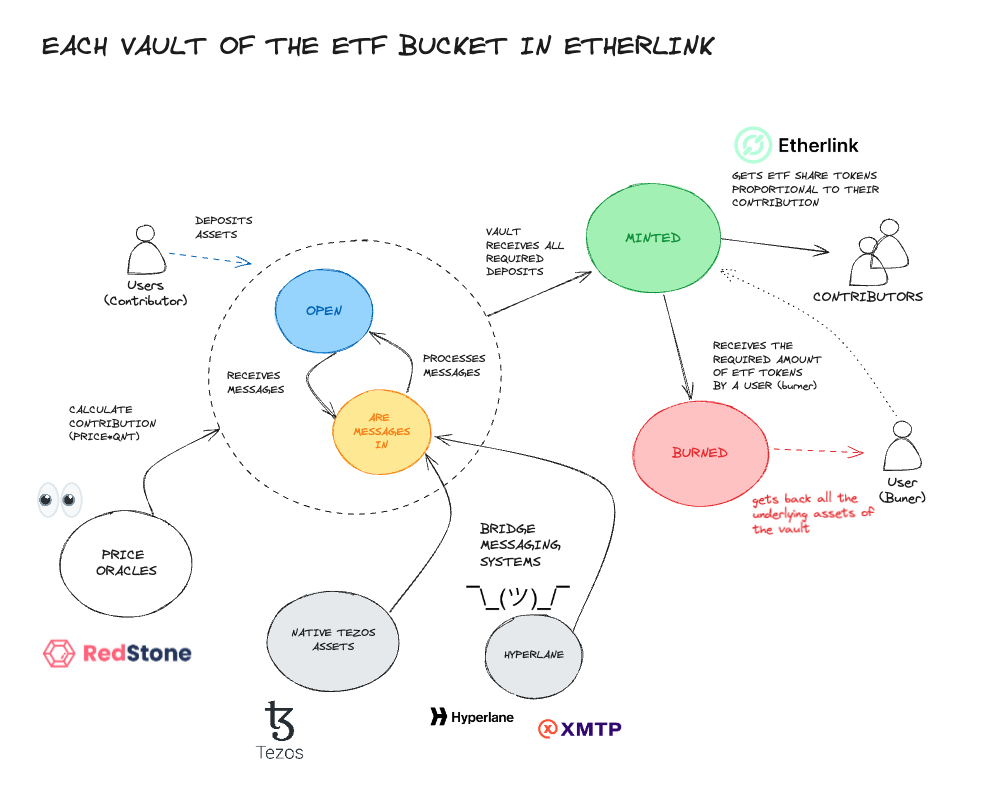 EACH VAULT OF THE ETF BUCKET IN ETHERLINK
Etherlink
GETS ETF SHARE TOKENS
PROPORTIONAL TO THEIR
CONTRIBUTION
DEPOSITS
ASSETS
Users
(Contributor)
VAULT
RECEIVES ALL
REQUIRED
DEPOSITS
MINTED
CONTRIBUTORS
OPEN
RECEIVES
MESSAGES
PROCESSES
MESSAGES
ARE
MESSAGES
IN
RECEIVES THE
REQUIRED AMOUNT
OF ETF TOKENS
BY A USER (burner)
CALCULATE
CONTRIBUTION
(PRICE*QNT)
BURNED
User
(Buner)
gets back all the
underlying assets of
the vault
PRICE
ORACLES
RedStone
BRIDGE
MESSAGING
SYSTEMS
¯\_(ツ)_/¯
NATIVE TEZOS
ASSETS
HYPERLANE
Tezos
Hyperlane
XMTP